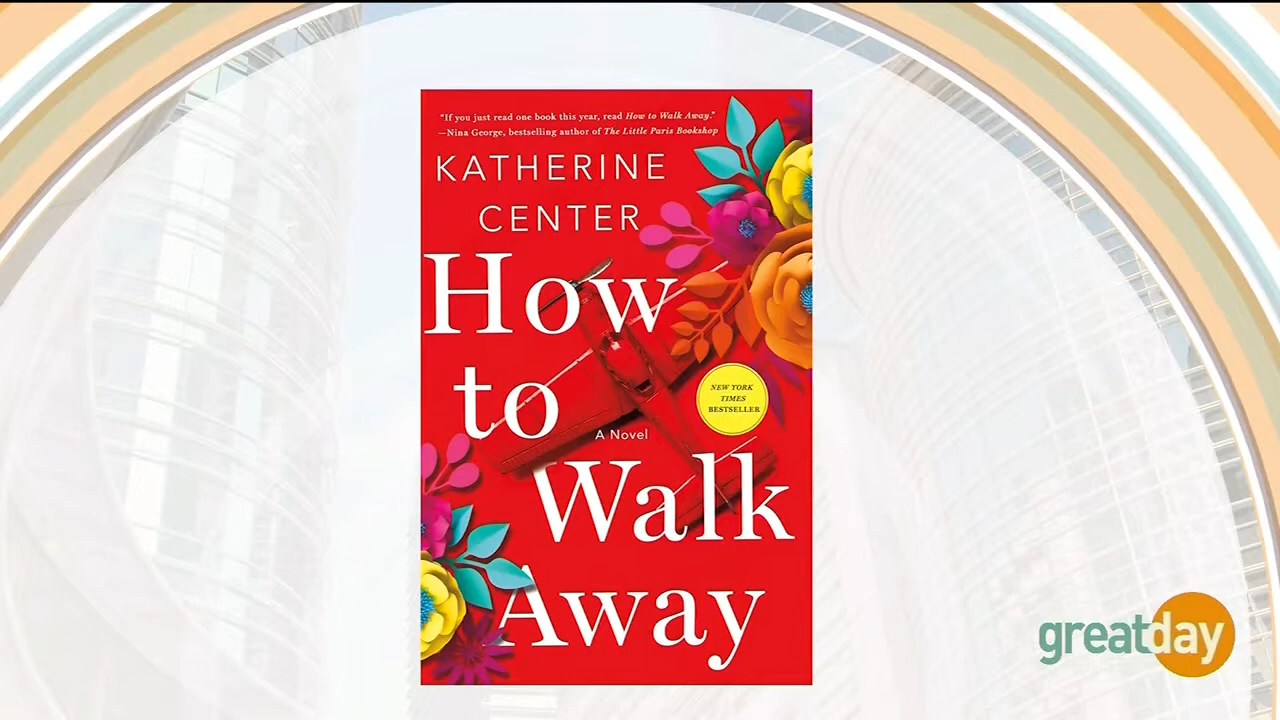 "If you just read one book this year, read How to Walk Away."
—Nina George, bestselling author of The Little Paris Bookshop
KATHERINE
CENTER
How
to
NEW YORK
TIMES
BESTSELLER
A Novel
Walk
Away
greatday